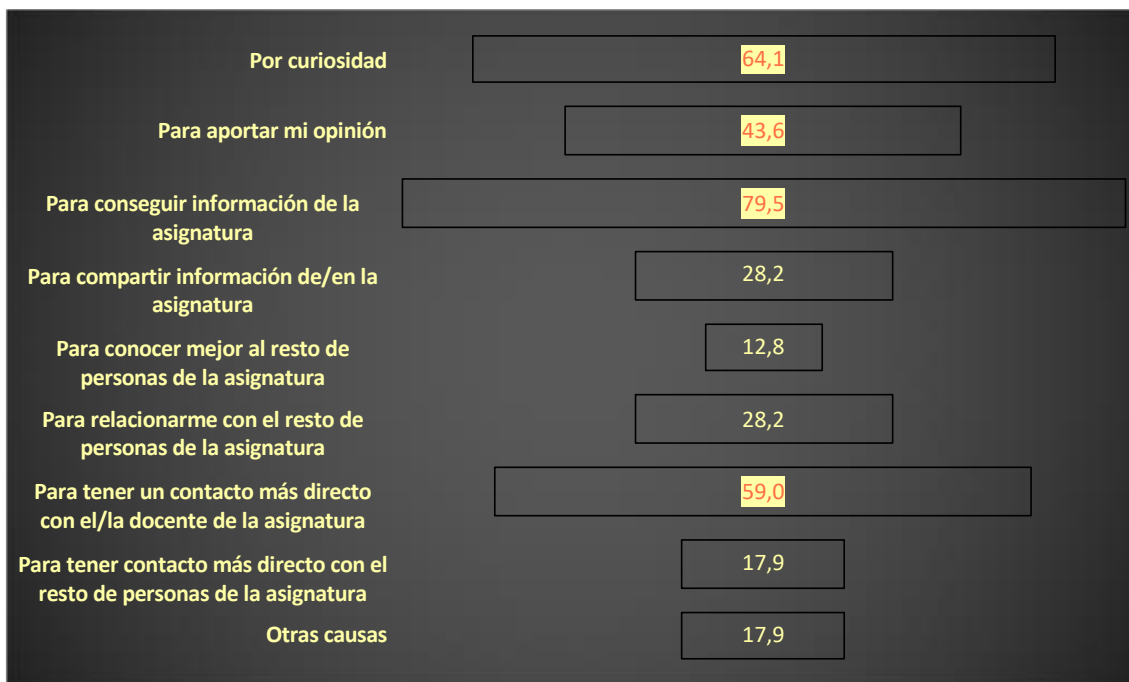 Por curiosidad
64,1
Para aportar mi opinión
43,6
Para conseguir información de la
asignatura
79,5
Para compartir información de/en la
asignatura
28,2
Para conocer mejor al resto de
personas de la asignatura
12,8
Para relacionarme con el resto de
personas de la asignatura
28,2
Para tener un contacto más directo
con el/la docente de la asignatura
59,0
Para tener contacto más directo con el
resto de personas de la asignatura
17,9
Otras causas
17,9